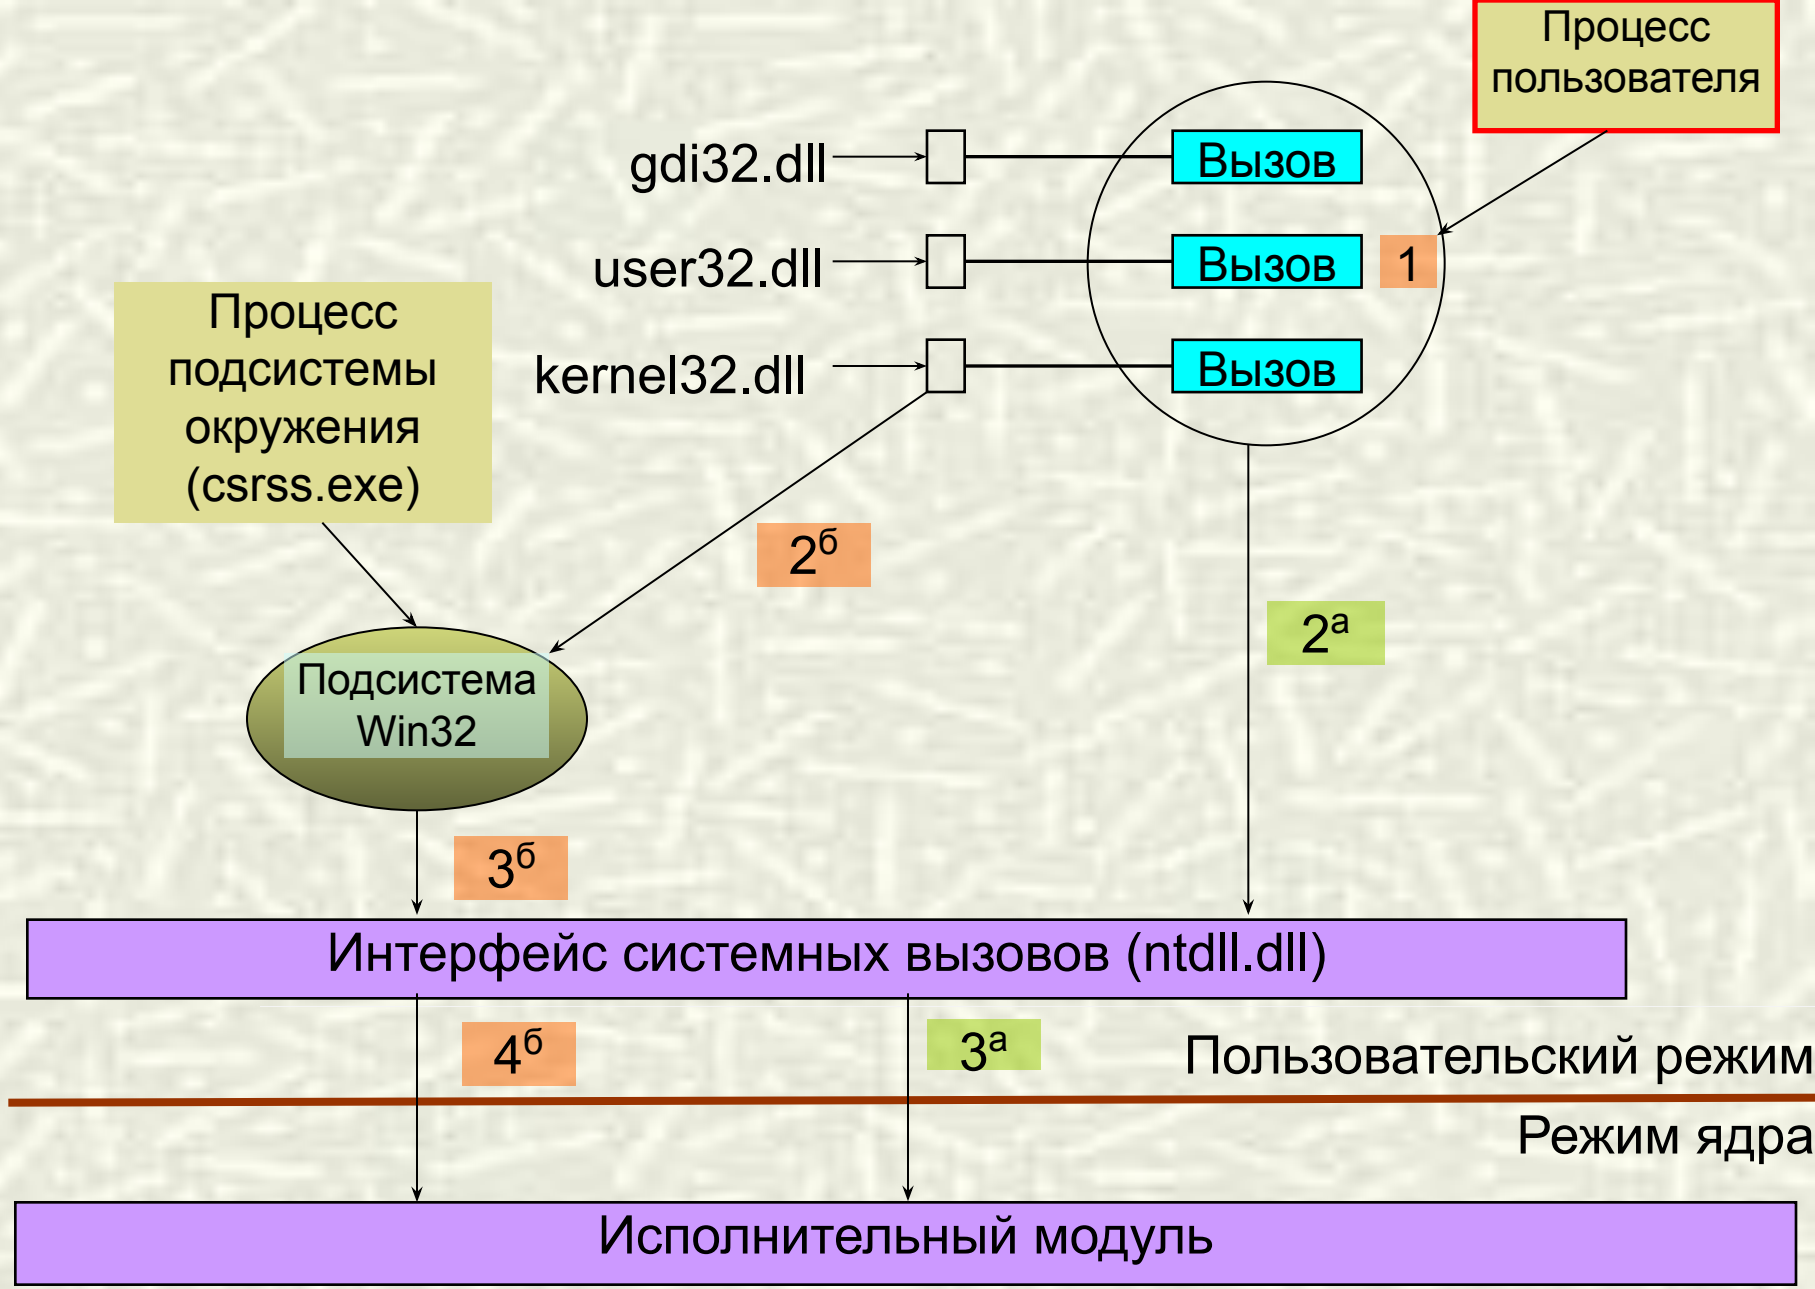 Процесс
пользователя
gdi32.dll
Вызов
user32.dll
Вызов
1
Процесс
подсистемы
окружения
(csrss.exe)
kernel32.dll
Вызов
2б
2а
Подсистема
Win32
3б
Интерфейс системных вызовов (ntdll.dll)
4б
3а
Пользовательский режим
Режим ядра
Исполнительный модуль